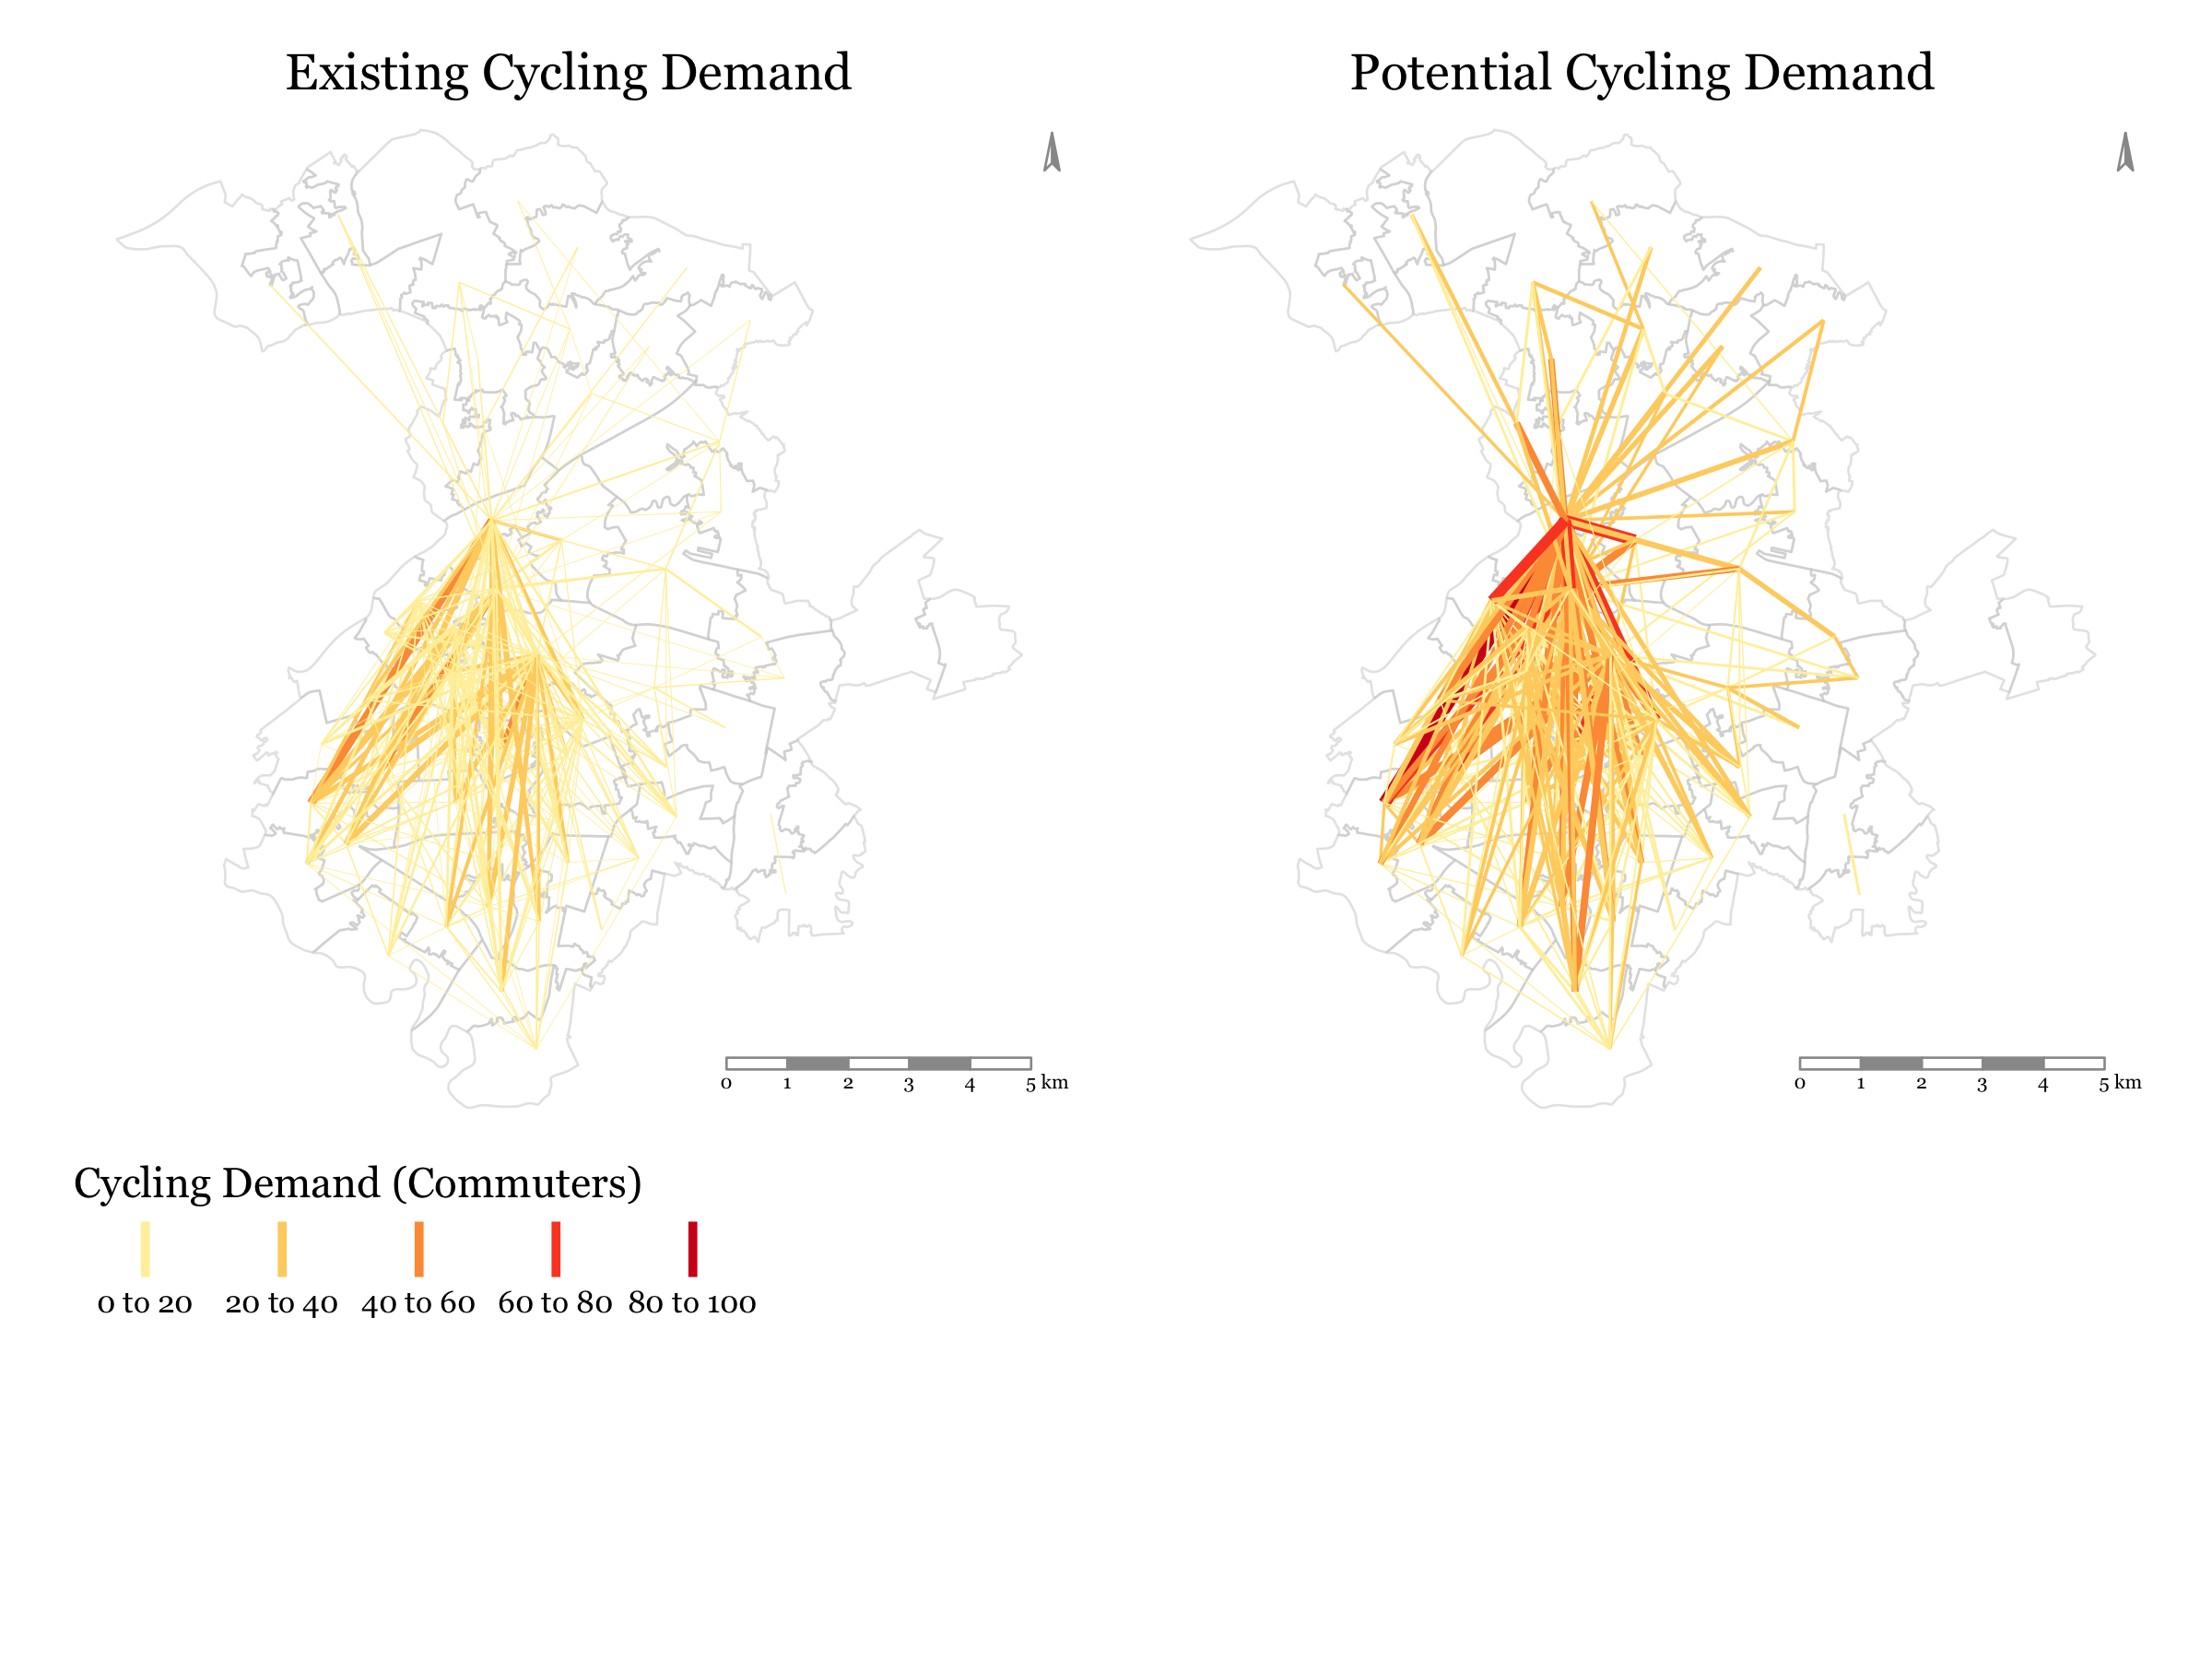 Existing Cycling Demand
Potential Cycling Demand
0 1 2 3 4 5 km
0 1 2 3 4 5 km
Cycling Demand (Commuters)
0 to 20 20 to 40 40 to 60 60 to 80 80 to 100